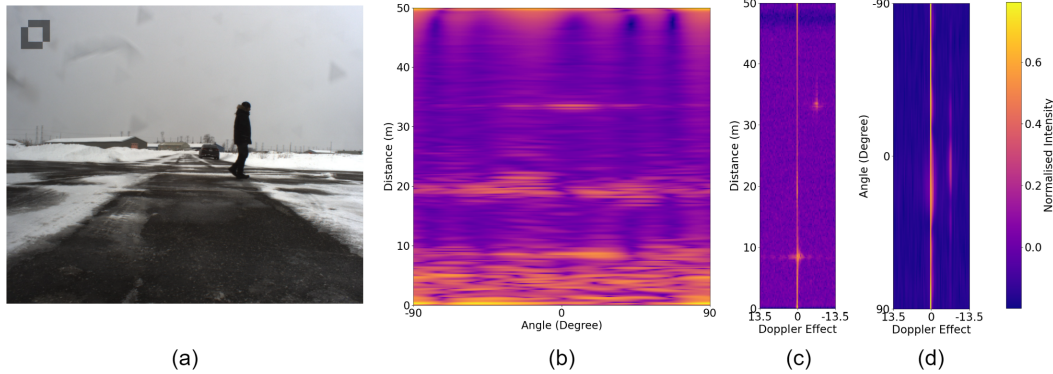 50
40
30
20
10
0
Distance (m)
-90
0
90
Angle (Degree)
50
40
30
20
10
0
Distance (m)
13.5
0
-13.5
Doppler Effect
-90
0
90
Angle (Degree)
13.5
0
-13.5
Doppler Effect
0.6
0.4
0.2
0.0
Normalised Intensity
(a)
(b)
(c)
(d)